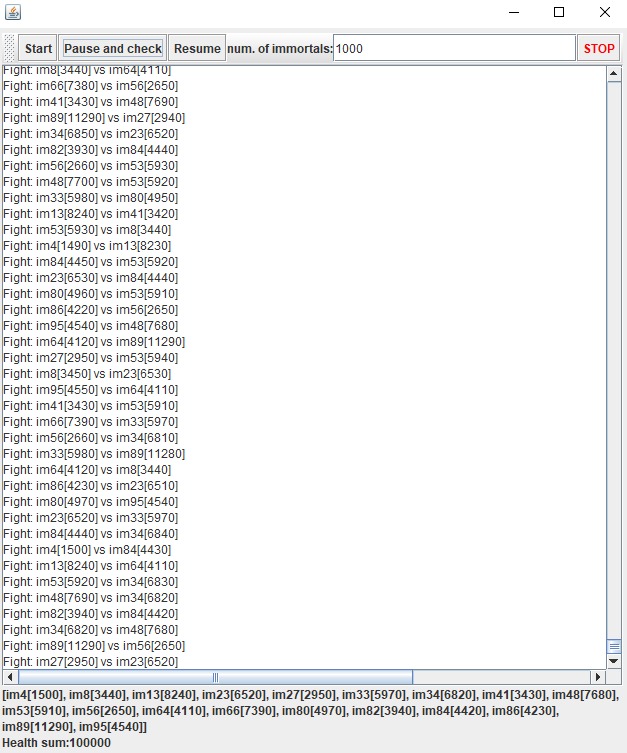 Start Pause and check Resume num. of immortals: 1000 STOP
Fight: im8[3440] vs im64[4110]
Fight: im66[7380] vs im56[2650]
Fight: im41[3430] vs im48[7690]
Fight: im89[11290] vs im27[2940]
Fight: im34[6850] vs im23[6520]
Fight: im82[3930] vs im84[4440]
Fight: im56[2660] vs im53[5930]
Fight: im48[7700] vs im53[5920]
Fight: im33[5980] vs im80[4950]
Fight: im13[8240] vs im41[3420]
Fight: im53[5930] vs im8[3440]
Fight: im4[1490] vs im13[8230]
Fight: im84[4450] vs im53[5920]
Fight: im23[6530] vs im84[4440]
Fight: im80[4960] vs im53[5910]
Fight: im86[4220] vs im56[2650]
Fight: im95[4540] vs im48[7680]
Fight: im64[4120] vs im89[11290]
Fight: im27[2950] vs im53[5940]
Fight: im8[3450] vs im23[6530]
Fight: im95[4550] vs im64[4110]
Fight: im41[3430] vs im53[5910]
Fight: im66[7390] vs im33[5970]
Fight: im56[2660] vs im34[6810]
Fight: im33[5980] vs im89[11280]
Fight: im64[4120] vs im8[3440]
Fight: im86[4230] vs im23[6510]
Fight: im80[4970] vs im95[4540]
Fight: im23[6520] vs im33[5970]
Fight: im84[4440] vs im34[6840]
Fight: im4[1500] vs im84[4430]
Fight: im13[8240] vs im64[4110]
Fight: im53[5920] vs im34[6830]
Fight: im48[7690] vs im34[6820]
Fight: im82[3940] vs im84[4420]
Fight: im34[6820] vs im48[7680]
Fight: im89[11290] vs im56[2650]
Fight: im27[2950] vs im23[6520]
[im4[1500], im8[3440], im13[8240], im23[6520], im27[2950], im33[5970], im34[6820], im41[3430], im48[7680],
im53[5910], im56[2650], im64[4110], im66[7390], im80[4970], im82[3940], im84[4420], im86[4230],
im89[11290], im95[4540]]
Health sum:100000